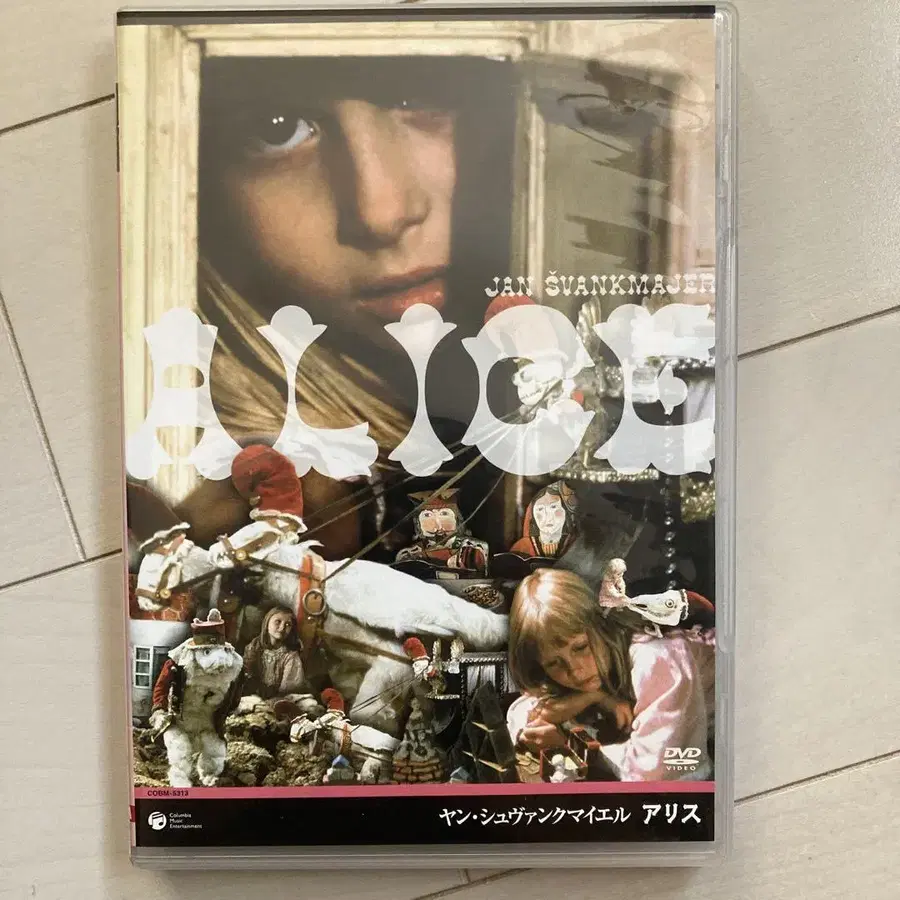 JAN ŠVANKMAJER
ALICE
DVD
VIDEO
COBM-5313
Columbia
Music
Entertainment
ヤン・シュヴァンクマイエル アリス